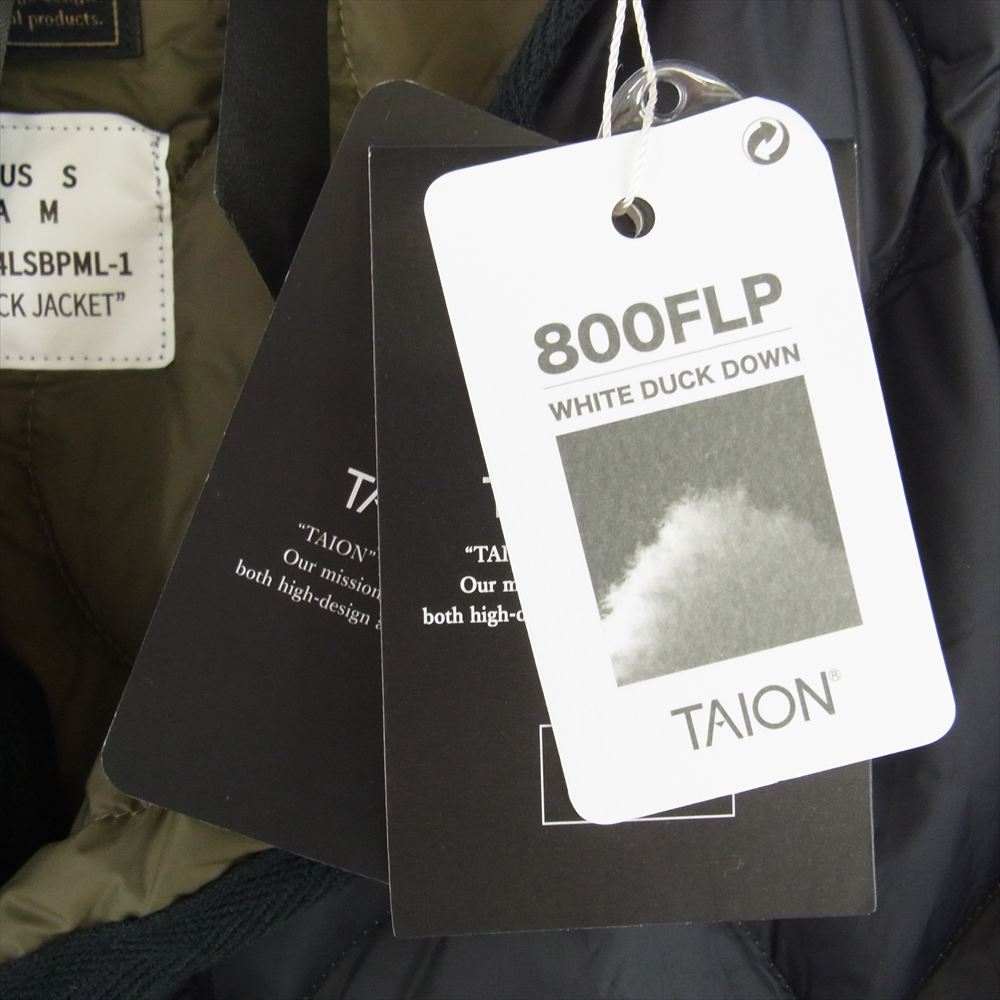 l products.
US S
A M
4LSBPML-1
CK JACKET”
TA
“TAION”
Our mission
both high-design
“TAI
Our m
both high-d
800FLP
WHITE DUCK DOWN
TAION®